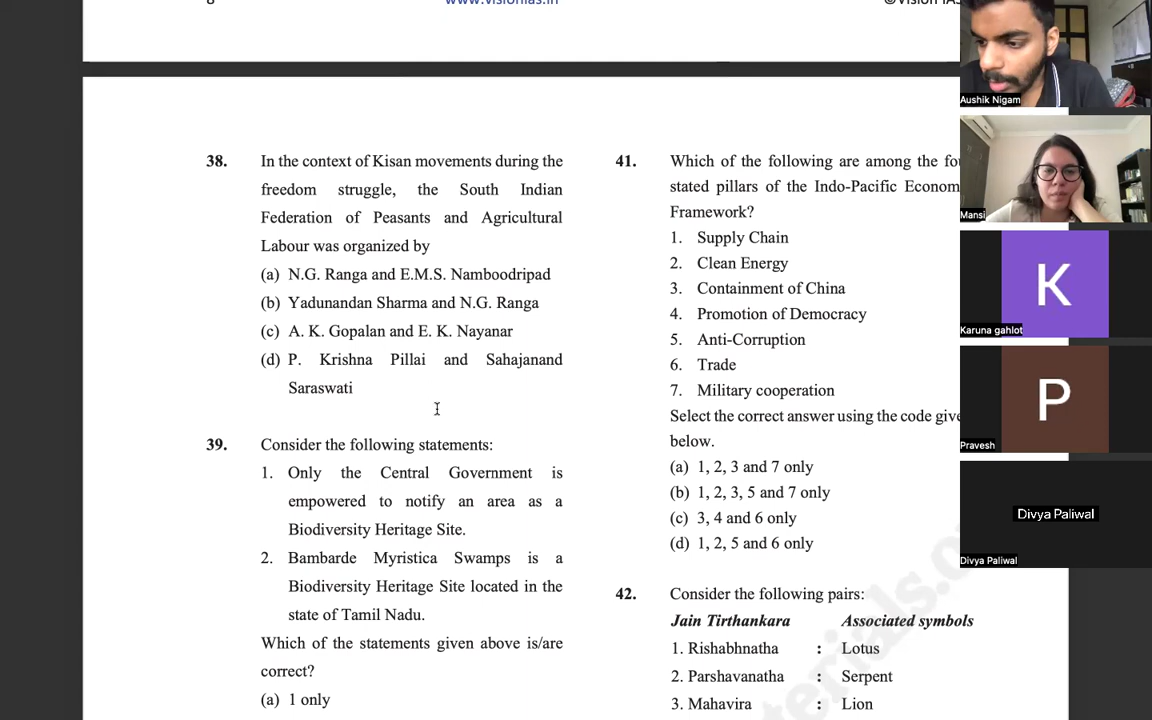 8
www.visionias.in
©Vision IAS
38. In the context of Kisan movements during the
freedom struggle, the South Indian
Federation of Peasants and Agricultural
Labour was organized by
(a) N.G. Ranga and E.M.S. Namboodripad
(b) Yadunandan Sharma and N.G. Ranga
(c) A. K. Gopalan and E. K. Nayanar
(d) P. Krishna Pillai and Sahajanand
Saraswati
39. Consider the following statements:
1. Only the Central Government is
empowered to notify an area as a
Biodiversity Heritage Site.
2. Bambarde Myristica Swamps is a
Biodiversity Heritage Site located in the
state of Tamil Nadu.
Which of the statements given above is/are
correct?
(a) 1 only
41. Which of the following are among the fo
stated pillars of the Indo-Pacific Econom
Framework?
1. Supply Chain
2. Clean Energy
3. Containment of China
4. Promotion of Democracy
5. Anti-Corruption
6. Trade
7. Military cooperation
Select the correct answer using the code give
below.
(a) 1, 2, 3 and 7 only
(b) 1, 2, 3, 5 and 7 only
(c) 3, 4 and 6 only
(d) 1, 2, 5 and 6 only
42. Consider the following pairs:
Jain Tirthankara Associated symbols
1. Rishabhnatha : Lotus
2. Parshavanatha : Serpent
3. Mahavira : Lion
Aushik Nigam
Mansi
K
Karuna gahlot
P
Pravesh
Divya Paliwal
Divya Paliwal